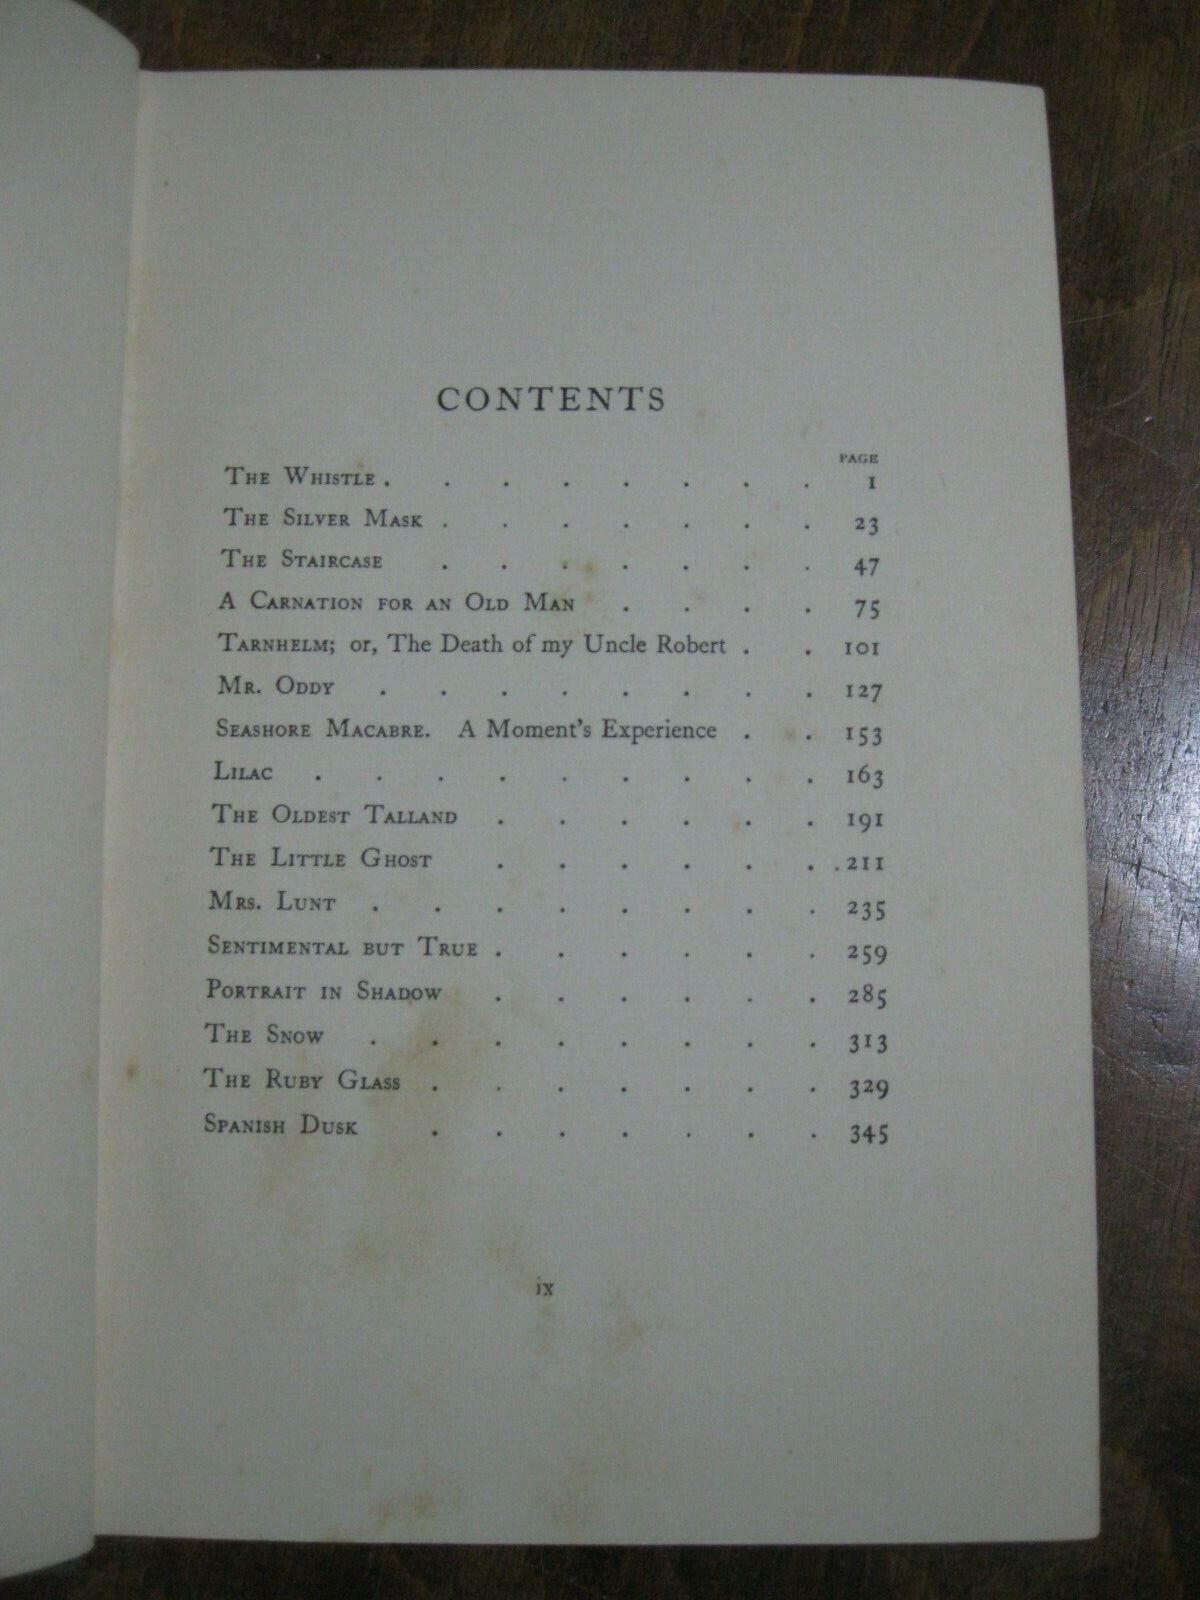 CONTENTS
PAGE
The Whistle . . . . . . . . 1
The Silver Mask . . . . . . . 23
The Staircase . . . . . . . 47
A Carnation for an Old Man . . . . 75
Tarnhelm; or, The Death of my Uncle Robert . . 101
Mr. Oddy . . . . . . . . 127
Seashore Macabre. A Moment's Experience . . 153
Lilac . . . . . . . . . 163
The Oldest Talland . . . . . . 191
The Little Ghost . . . . . . . 211
Mrs. Lunt . . . . . . . . 235
Sentimental but True . . . . . . 259
Portrait in Shadow . . . . . . 285
The Snow . . . . . . . . 313
The Ruby Glass . . . . . . . 329
Spanish Dusk . . . . . . . 345
ix